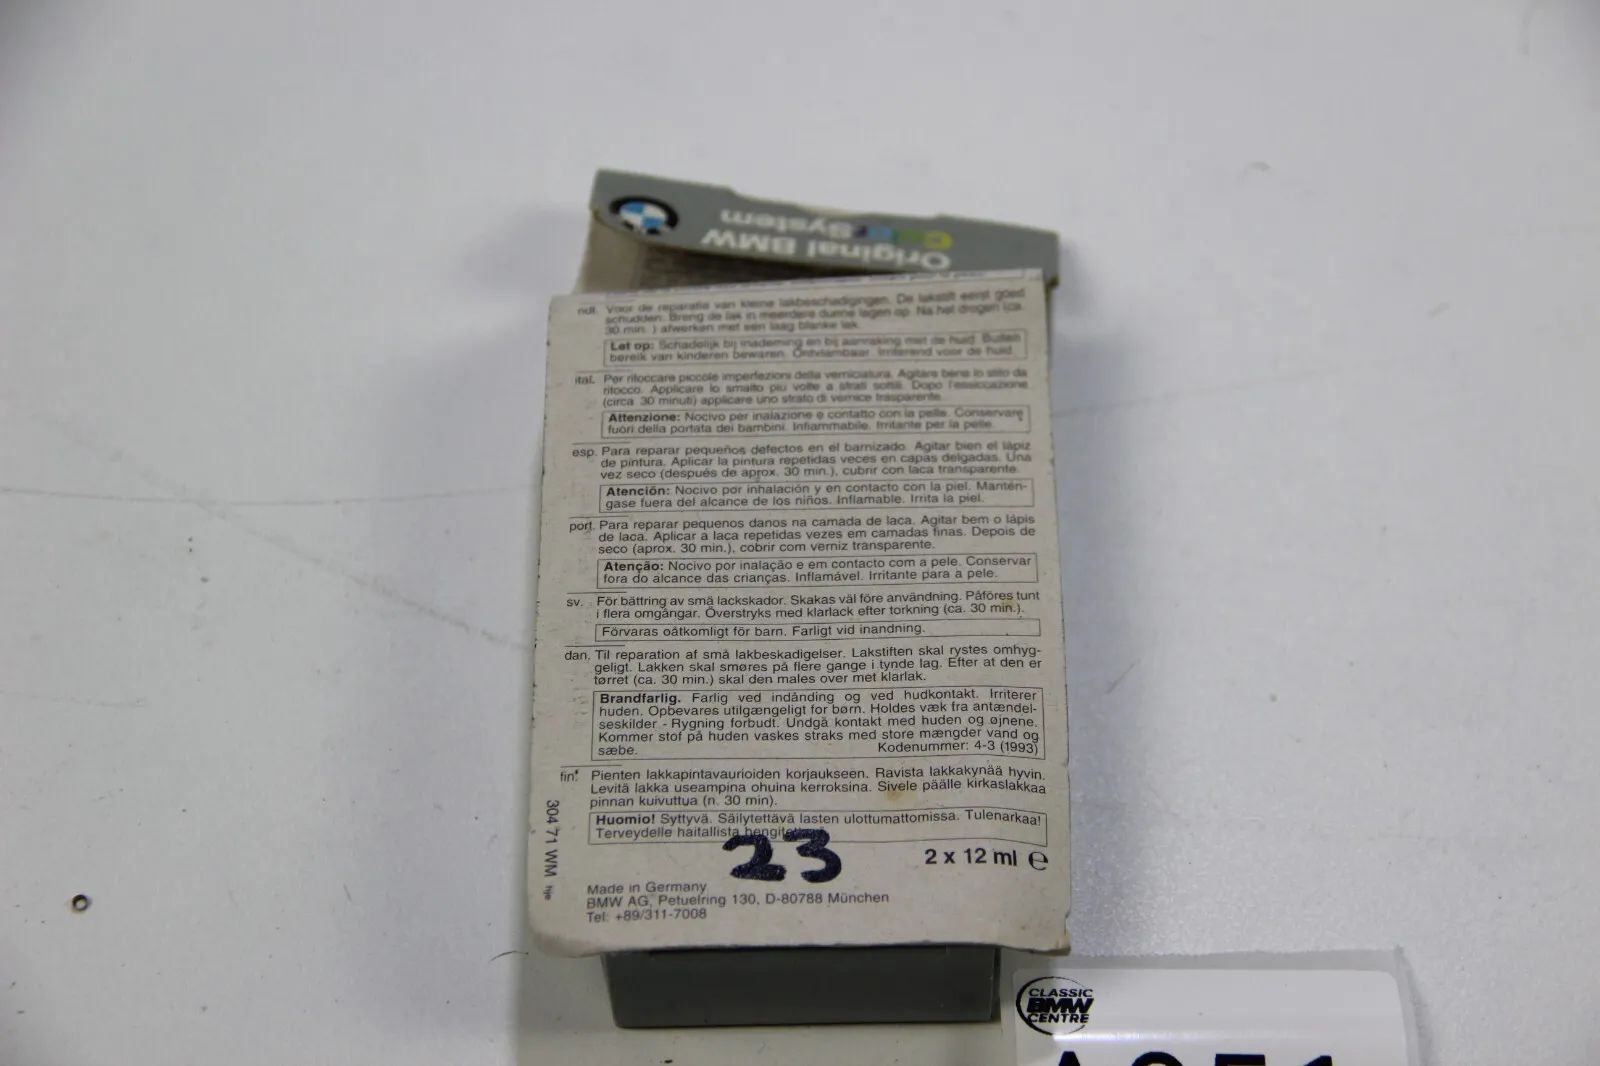 Original BMW
ColorSystem
ndl. Voor de reparatie van kleine lakbeschadigingen. De lakstift eerst goed
schudden. Breng de lak in meerdere dunne lagen op. Na het drogen (ca.
30 min. ) afwerken met een laag blanke lak.
Let op: Schadelijk bij inademing en bij aanraking met de huid. Buiten
bereik van kinderen bewaren. Ontvlambaar. Irriterend voor de huid.
ital. Per ritoccare piccole imperfezioni della verniciatura. Agitare bene lo stilo da
ritocco. Applicare lo smalto piu volte a strati sottili. Dopo l'essiccazione
(circa 30 minuti) applicare uno strato di vernice trasparente.
Attenzione: Nocivo per inalazione e contatto con la pelle. Conservare
fuori della portata dei bambini. Infiammabile. Irritante per la pelle.
esp. Para reparar pequeños defectos en el barnizado. Agitar bien el lápiz
de pintura. Aplicar la pintura repetidas veces en capas delgadas. Una
vez seco (después de aprox. 30 min.), cubrir con laca transparente.
Atención: Nocivo por inhalación y en contacto con la piel. Mantén-
gase fuera del alcance de los niños. Inflamable. Irrita la piel.
port. Para reparar pequenos danos na camada de laca. Agitar bem o lápis
de laca. Aplicar a laca repetidas vezes em camadas finas. Depois de
seco (aprox. 30 min.), cobrir com verniz transparente.
Atenção: Nocivo por inalação e em contacto com a pele. Conservar
fora do alcance das crianças. Inflamável. Irritante para a pele.
sv. För bättring av små lackskador. Skakas väl före användning. Påföres tunt
i flera omgångar. Överstryks med klarlack efter torkning (ca. 30 min.).
Förvaras oåtkomligt för barn. Farligt vid inandning.
dan. Til reparation af små lakbeskadigelser. Lakstiften skal rystes omhyg-
geligt. Lakken skal smøres på flere gange i tynde lag. Efter at den er
tørret (ca. 30 min.) skal den males over met klarlak.
Brandfarlig. Farlig ved indånding og ved hudkontakt. Irriterer
huden. Opbevares utilgængeligt for børn. Holdes væk fra antændel-
seskilder - Rygning forbudt. Undgå kontakt med huden og øjnene.
Kommer stof på huden vaskes straks med store mængder vand og
sæbe. Kodenummer: 4-3 (1993)
fin. Pienten lakkapintavaurioiden korjaukseen. Ravista lakkakynää hyvin.
Levitä lakka useampina ohuina kerroksina. Sivele päälle kirkaslakkaa
pinnan kuivuttua (n. 30 min).
Huomio! Syttyvä. Säilytettävä lasten ulottumattomissa. Tulenarkaa!
Terveydelle haitallista
23
2 x 12 ml ℮
304 71 WM
Made in Germany
BMW AG, Petuelring 130, D-80788 München
Tel: +89/311-7008
CLASSIC
BMW
CENTRE